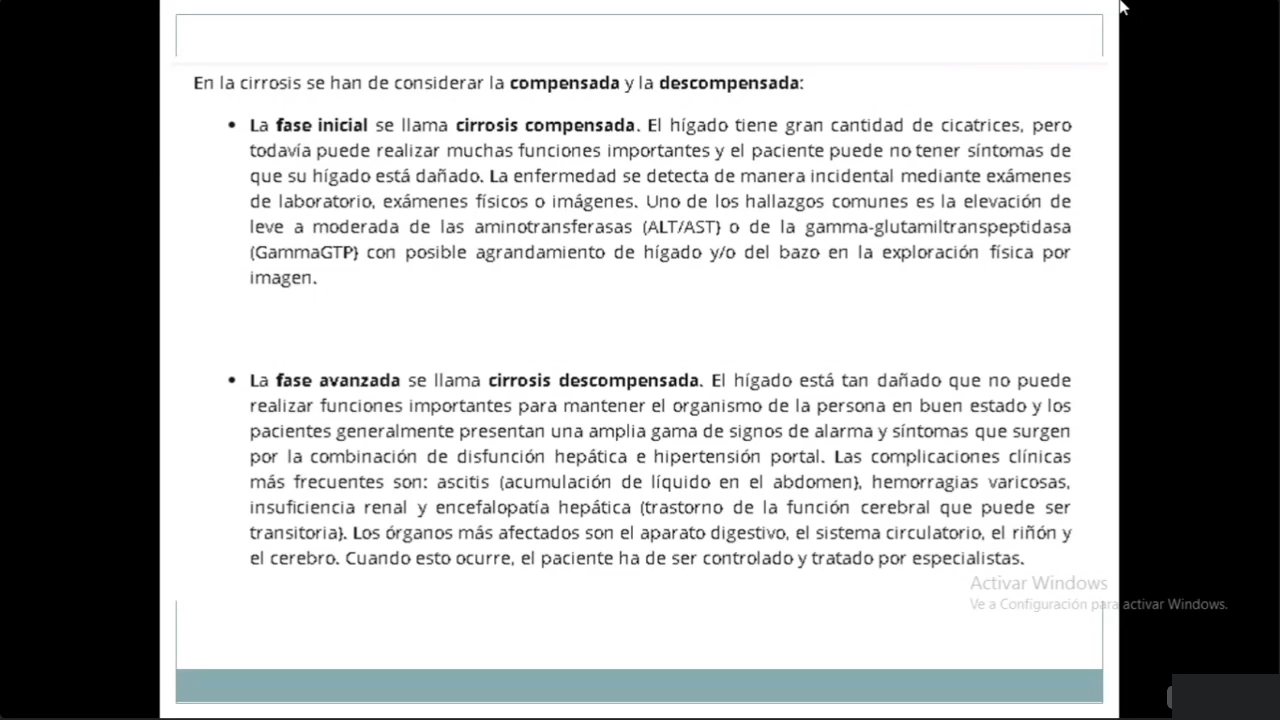 En la cirrosis se han de considerar la compensada y la descompensada:
• La fase inicial se llama cirrosis compensada. El hígado tiene gran cantidad de cicatrices, pero
todavía puede realizar muchas funciones importantes y el paciente puede no tener síntomas de
que su hígado está dañado. La enfermedad se detecta de manera incidental mediante exámenes
de laboratorio, exámenes físicos o imágenes. Uno de los hallazgos comunes es la elevación de
leve a moderada de las aminotransferasas (ALT/AST) o de la gamma-glutamiltranspeptidasa
(GammaGTP) con posible agrandamiento de hígado y/o del bazo en la exploración física por
imagen.
• La fase avanzada se llama cirrosis descompensada. El hígado está tan dañado que no puede
realizar funciones importantes para mantener el organismo de la persona en buen estado y los
pacientes generalmente presentan una amplia gama de signos de alarma y síntomas que surgen
por la combinación de disfunción hepática e hipertensión portal. Las complicaciones clínicas
más frecuentes son: ascitis (acumulación de líquido en el abdomen), hemorragias varicosas,
insuficiencia renal y encefalopatía hepática (trastorno de la función cerebral que puede ser
transitoria). Los órganos más afectados son el aparato digestivo, el sistema circulatorio, el riñón y
el cerebro. Cuando esto ocurre, el paciente ha de ser controlado y tratado por especialistas.
Activar Windows
Ve a Configuración para activar Windows.